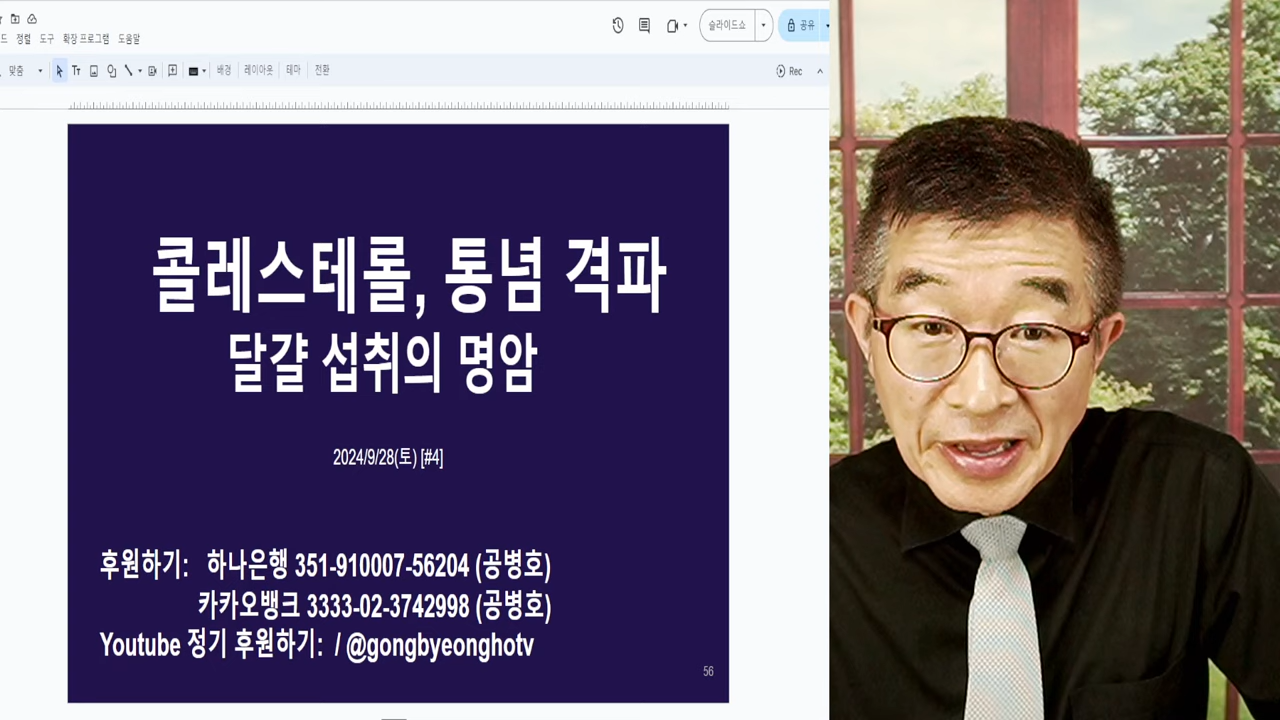 정렬 도구 확장 프로그램 도움말
슬라이드쇼
공유
맞춤
Tт
배경 레이아웃 테마 전환
Rec
콜레스테롤, 통념 격파
달걀 섭취의 명암
2024/9/28(토) [#4]
후원하기: 하나은행 351-910007-56204 (공병호)
카카오뱅크 3333-02-3742998 (공병호)
Youtube 정기 후원하기: / @gongbyeonghotv
56